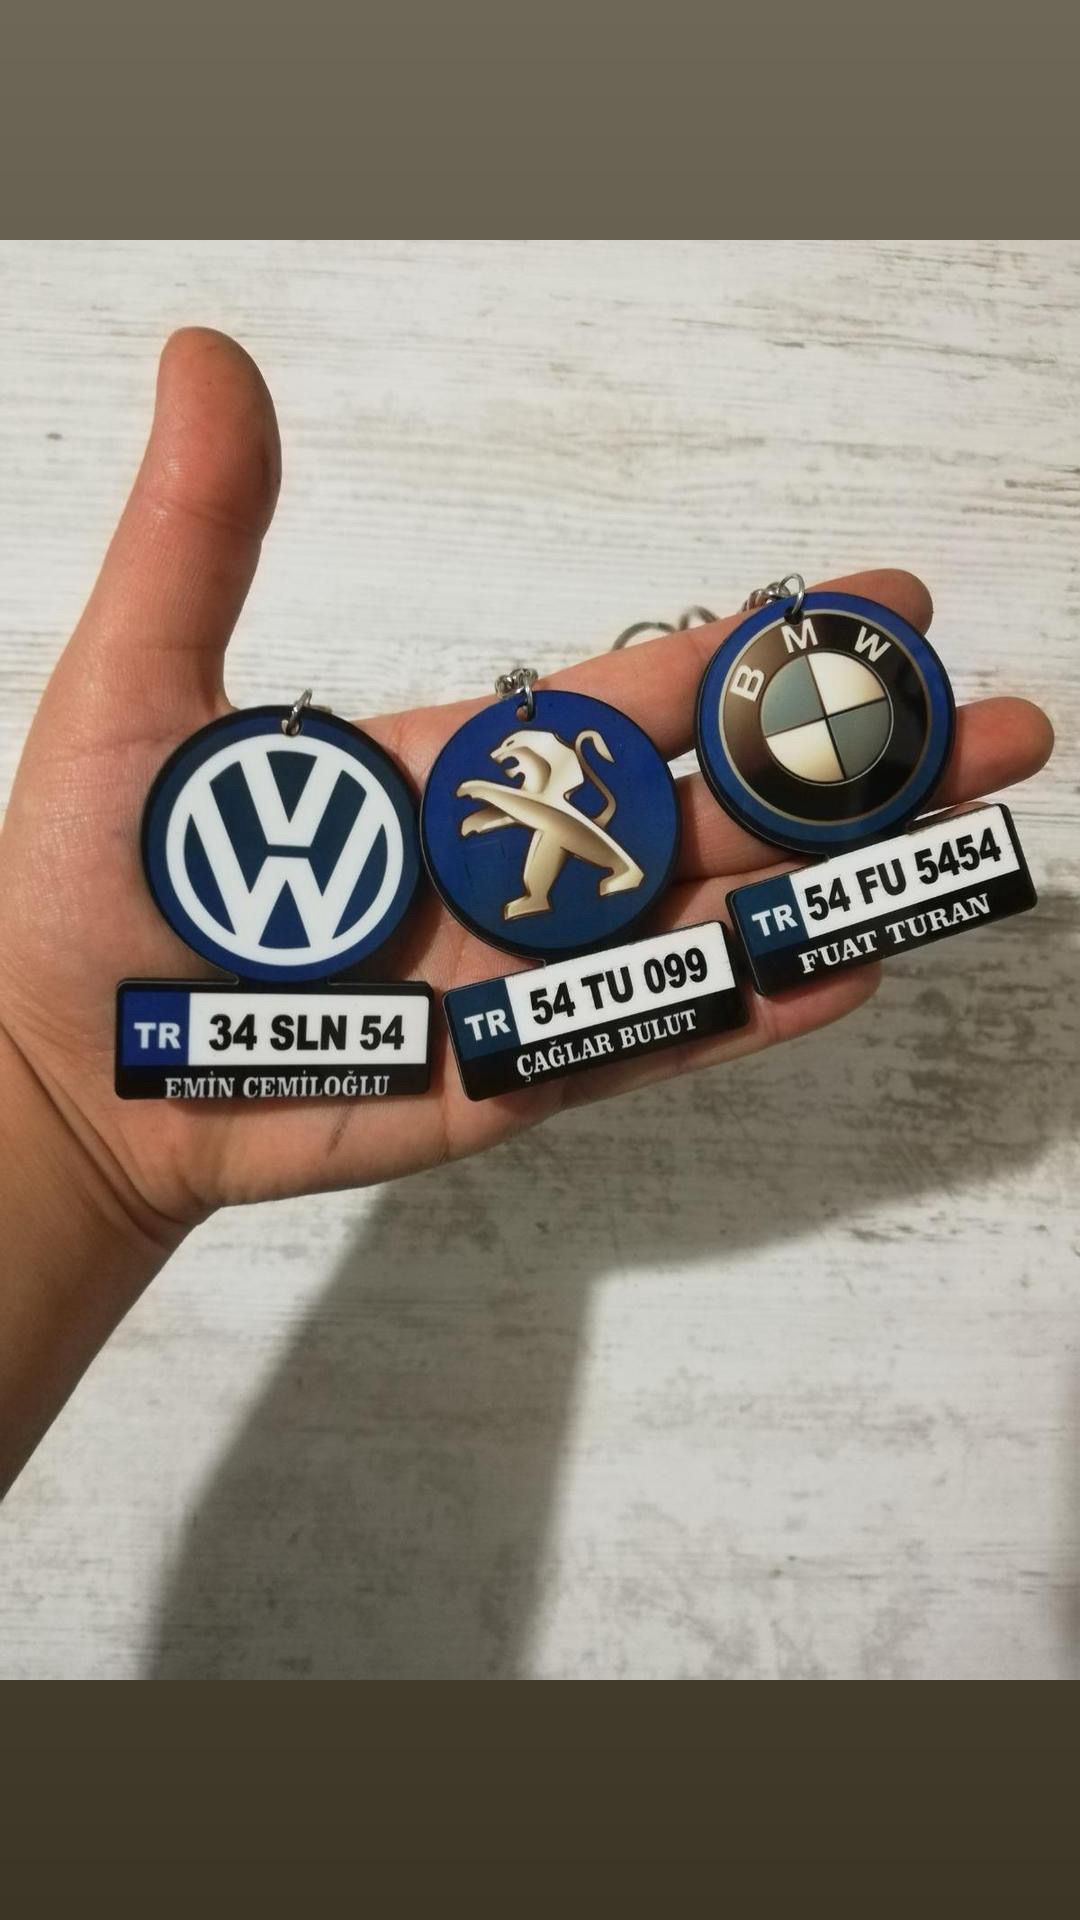 VW
TR 34 SLN 54
EMİN CEMİLOĞLU
TR 54 TU 099
ÇAĞLAR BULUT
BMW
TR 54 FU 5454
FUAT TURAN